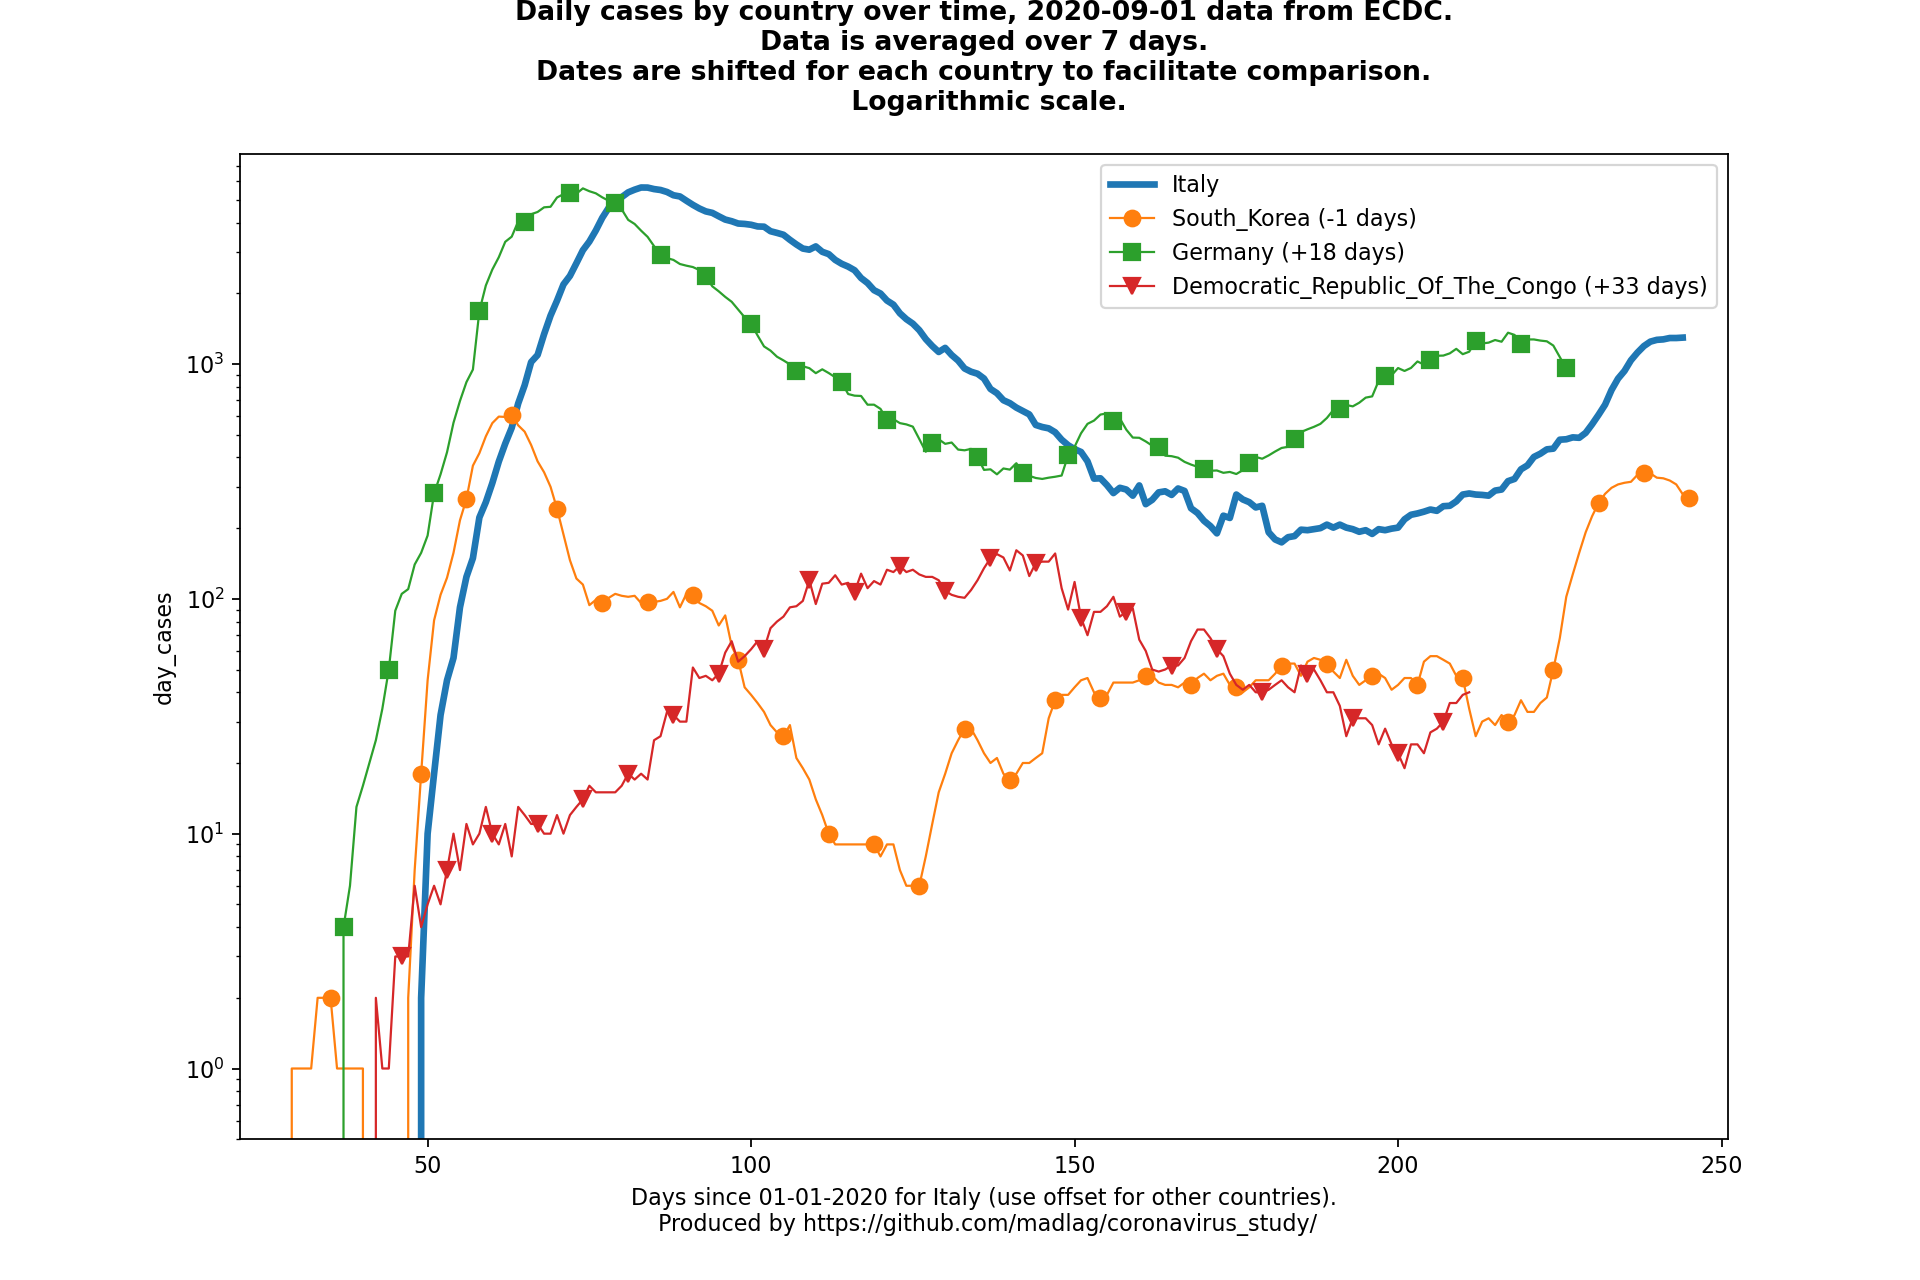 Daily cases by country over time, 2020-09-01 data from ECDC.
Data is averaged over 7 days.
Dates are shifted for each country to facilitate comparison.
Logarithmic scale.
Italy
South_Korea (-1 days)
Germany (+18 days)
Democratic_Republic_Of_The_Congo (+33 days)
day_cases
10³
10²
10¹
10⁰
50 100 150 200 250
Days since 01-01-2020 for Italy (use offset for other countries).
Produced by https://github.com/madlag/coronavirus_study/